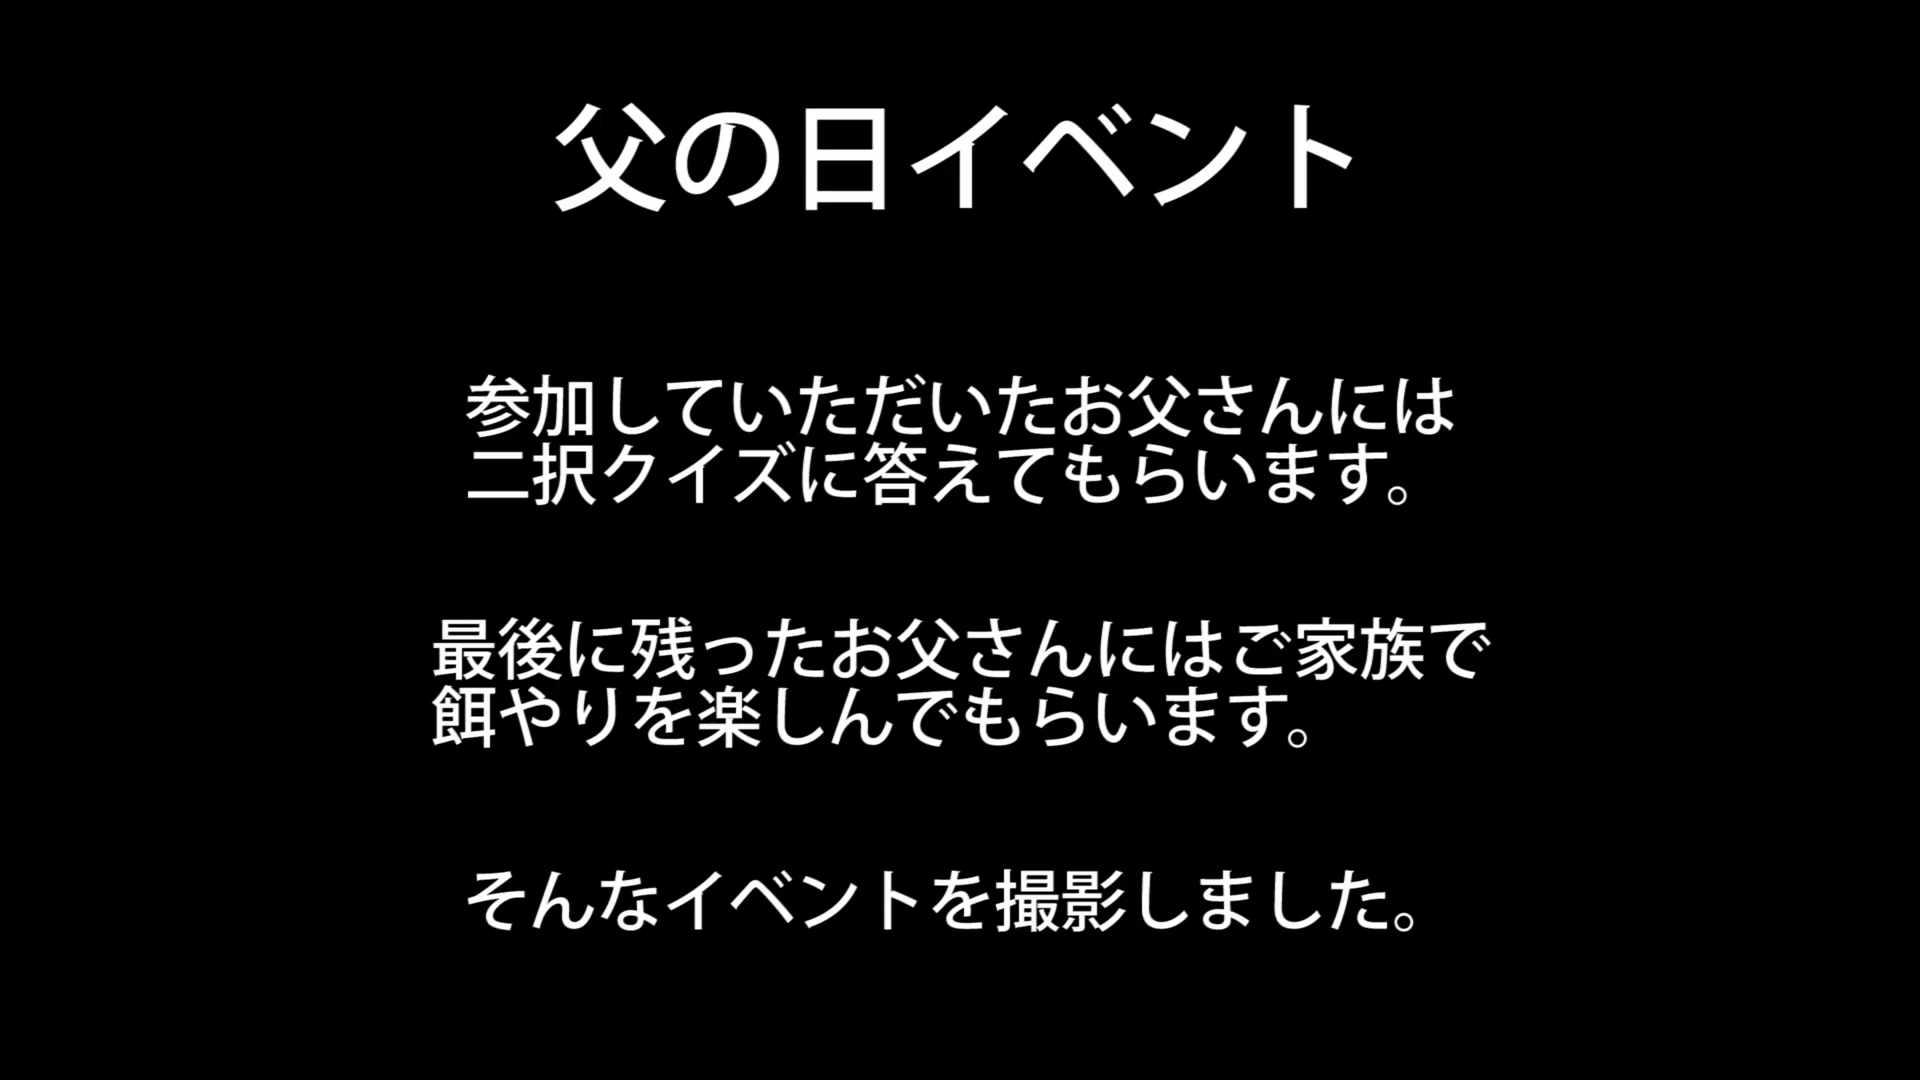 父の日イベント
参加していただいたお父さんには
二択クイズに答えてもらいます。
最後に残ったお父さんにはご家族で
餌やりを楽しんでもらいます。
そんなイベントを撮影しました。